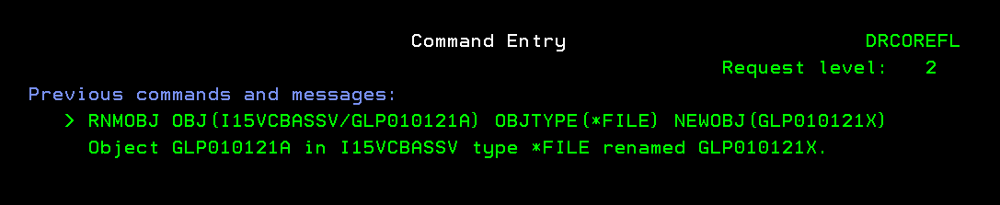 Command Entry DRCOREFL
Request level: 2
Previous commands and messages:
> RNMOBJ OBJ(I15VCBASSV/GLP010121A) OBJTYPE(*FILE) NEWOBJ(GLP010121X)
Object GLP010121A in I15VCBASSV type *FILE renamed GLP010121X.